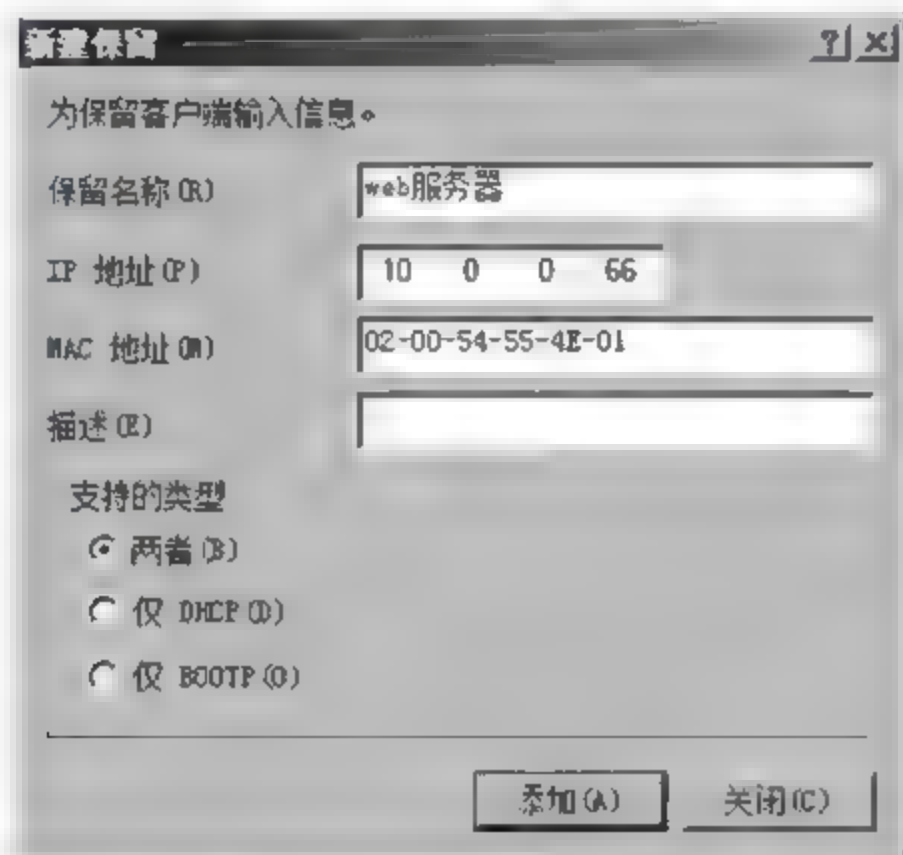 新建保留
为保留客户端输入信息。
保留名称(R) web服务器
IP 地址(P) 10 0 0 66
MAC 地址(M) 02-00-54-55-4E-01
描述(E)
支持的类型
两者(B)
仅 DHCP(D)
仅 BOOTP(O)
添加(A) 关闭(C)